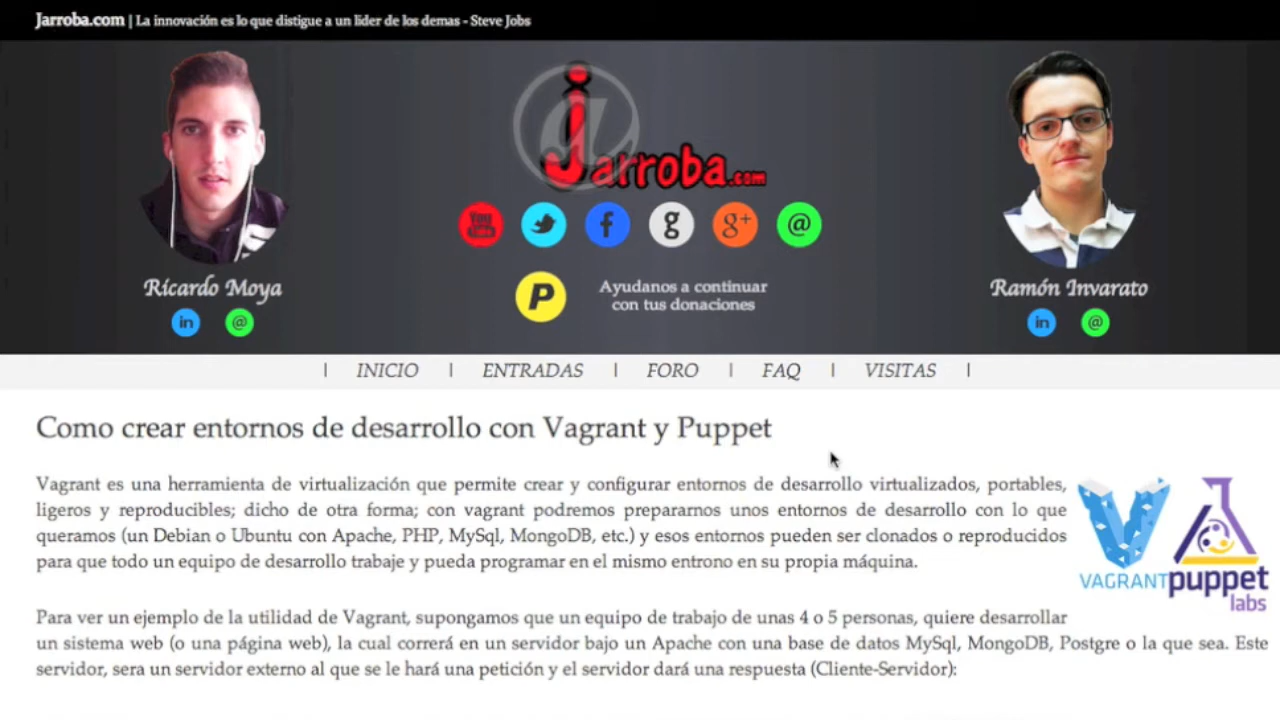 Jarroba.com | La innovación es lo que distigue a un lider de los demas - Steve Jobs
Jarroba.com
You
f
g
g+
@
Ricardo Moya
in
@
P
Ayudanos a continuar
con tus donaciones
Ramón Invarato
in
@
| INICIO | ENTRADAS | FORO | FAQ | VISITAS |
Como crear entornos de desarrollo con Vagrant y Puppet
Vagrant es una herramienta de virtualización que permite crear y configurar entornos de desarrollo virtualizados, portables,
ligeros y reproducibles; dicho de otra forma; con vagrant podremos prepararnos unos entornos de desarrollo con lo que
queramos (un Debian o Ubuntu con Apache, PHP, MySql, MongoDB, etc.) y esos entornos pueden ser clonados o reproducidos
para que todo un equipo de desarrollo trabaje y pueda programar en el mismo entrono en su propia máquina.
VAGRANT
puppet
labs
Para ver un ejemplo de la utilidad de Vagrant, supongamos que un equipo de trabajo de unas 4 o 5 personas, quiere desarrollar
un sistema web (o una página web), la cual correrá en un servidor bajo un Apache con una base de datos MySql, MongoDB, Postgre o la que sea. Este
servidor, sera un servidor externo al que se le hará una petición y el servidor dará una respuesta (Cliente-Servidor):